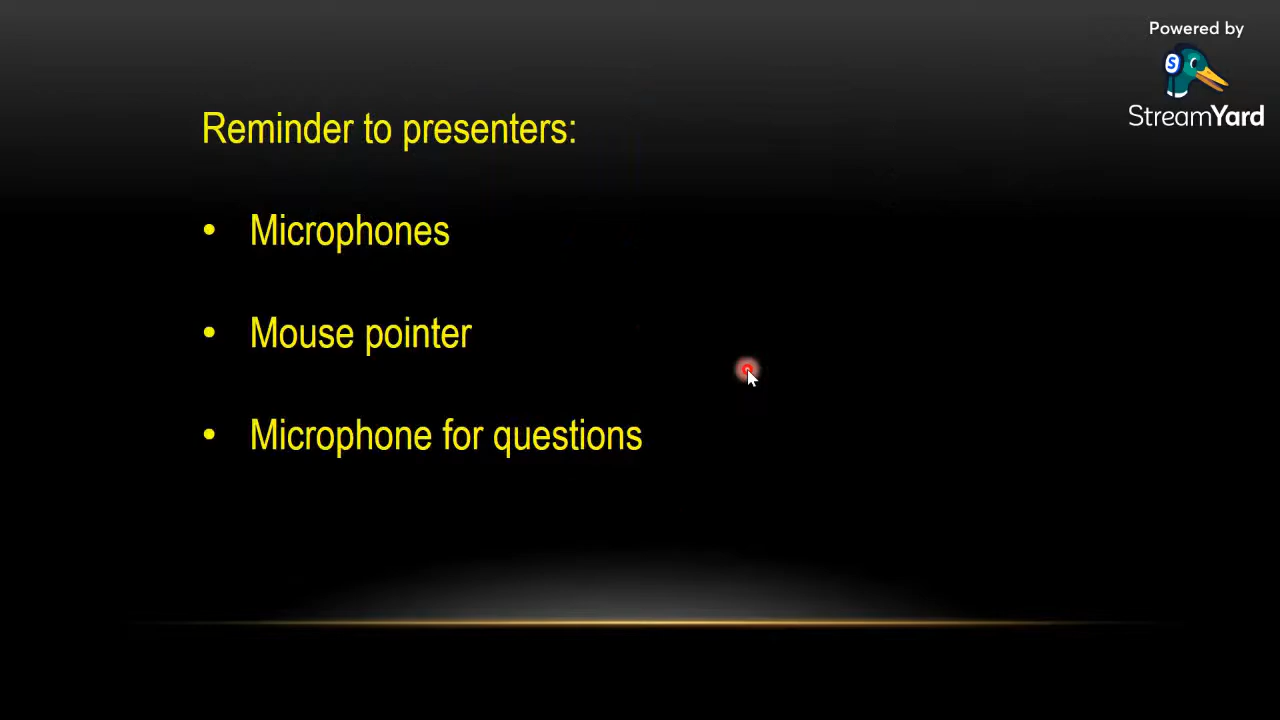 Powered by
S
StreamYard
Reminder to presenters:
• Microphones
• Mouse pointer
• Microphone for questions